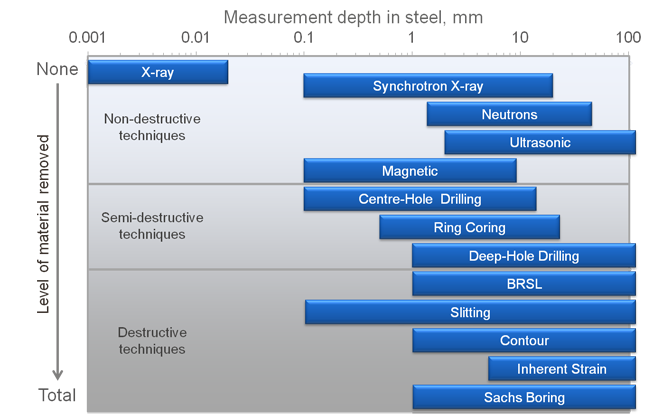 Measurement depth in steel, mm
0.001 0.01 0.1 1 10 100
None
Level of material removed
Total
Non-destructive
techniques
X-ray
Synchrotron X-ray
Neutrons
Ultrasonic
Magnetic
Semi-destructive
techniques
Centre-Hole Drilling
Ring Coring
Deep-Hole Drilling
Destructive
techniques
BRSL
Slitting
Contour
Inherent Strain
Sachs Boring